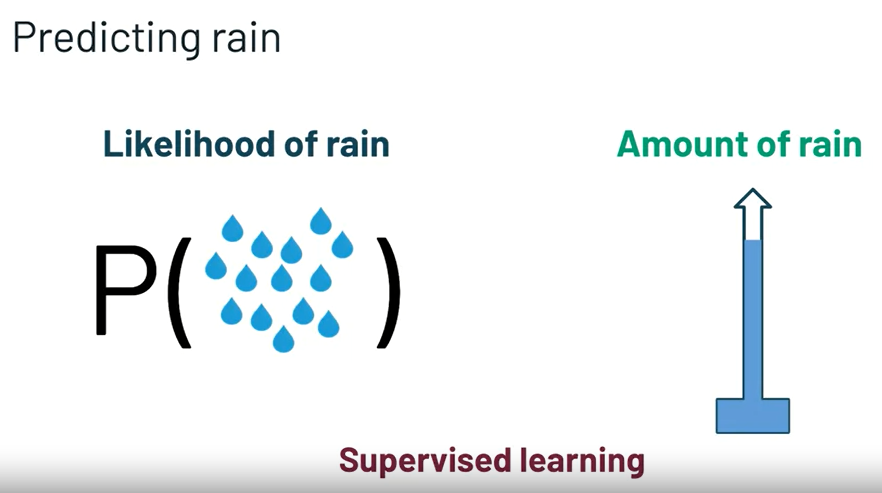 Predicting rain
Likelihood of rain
Amount of rain
P( )
Supervised learning